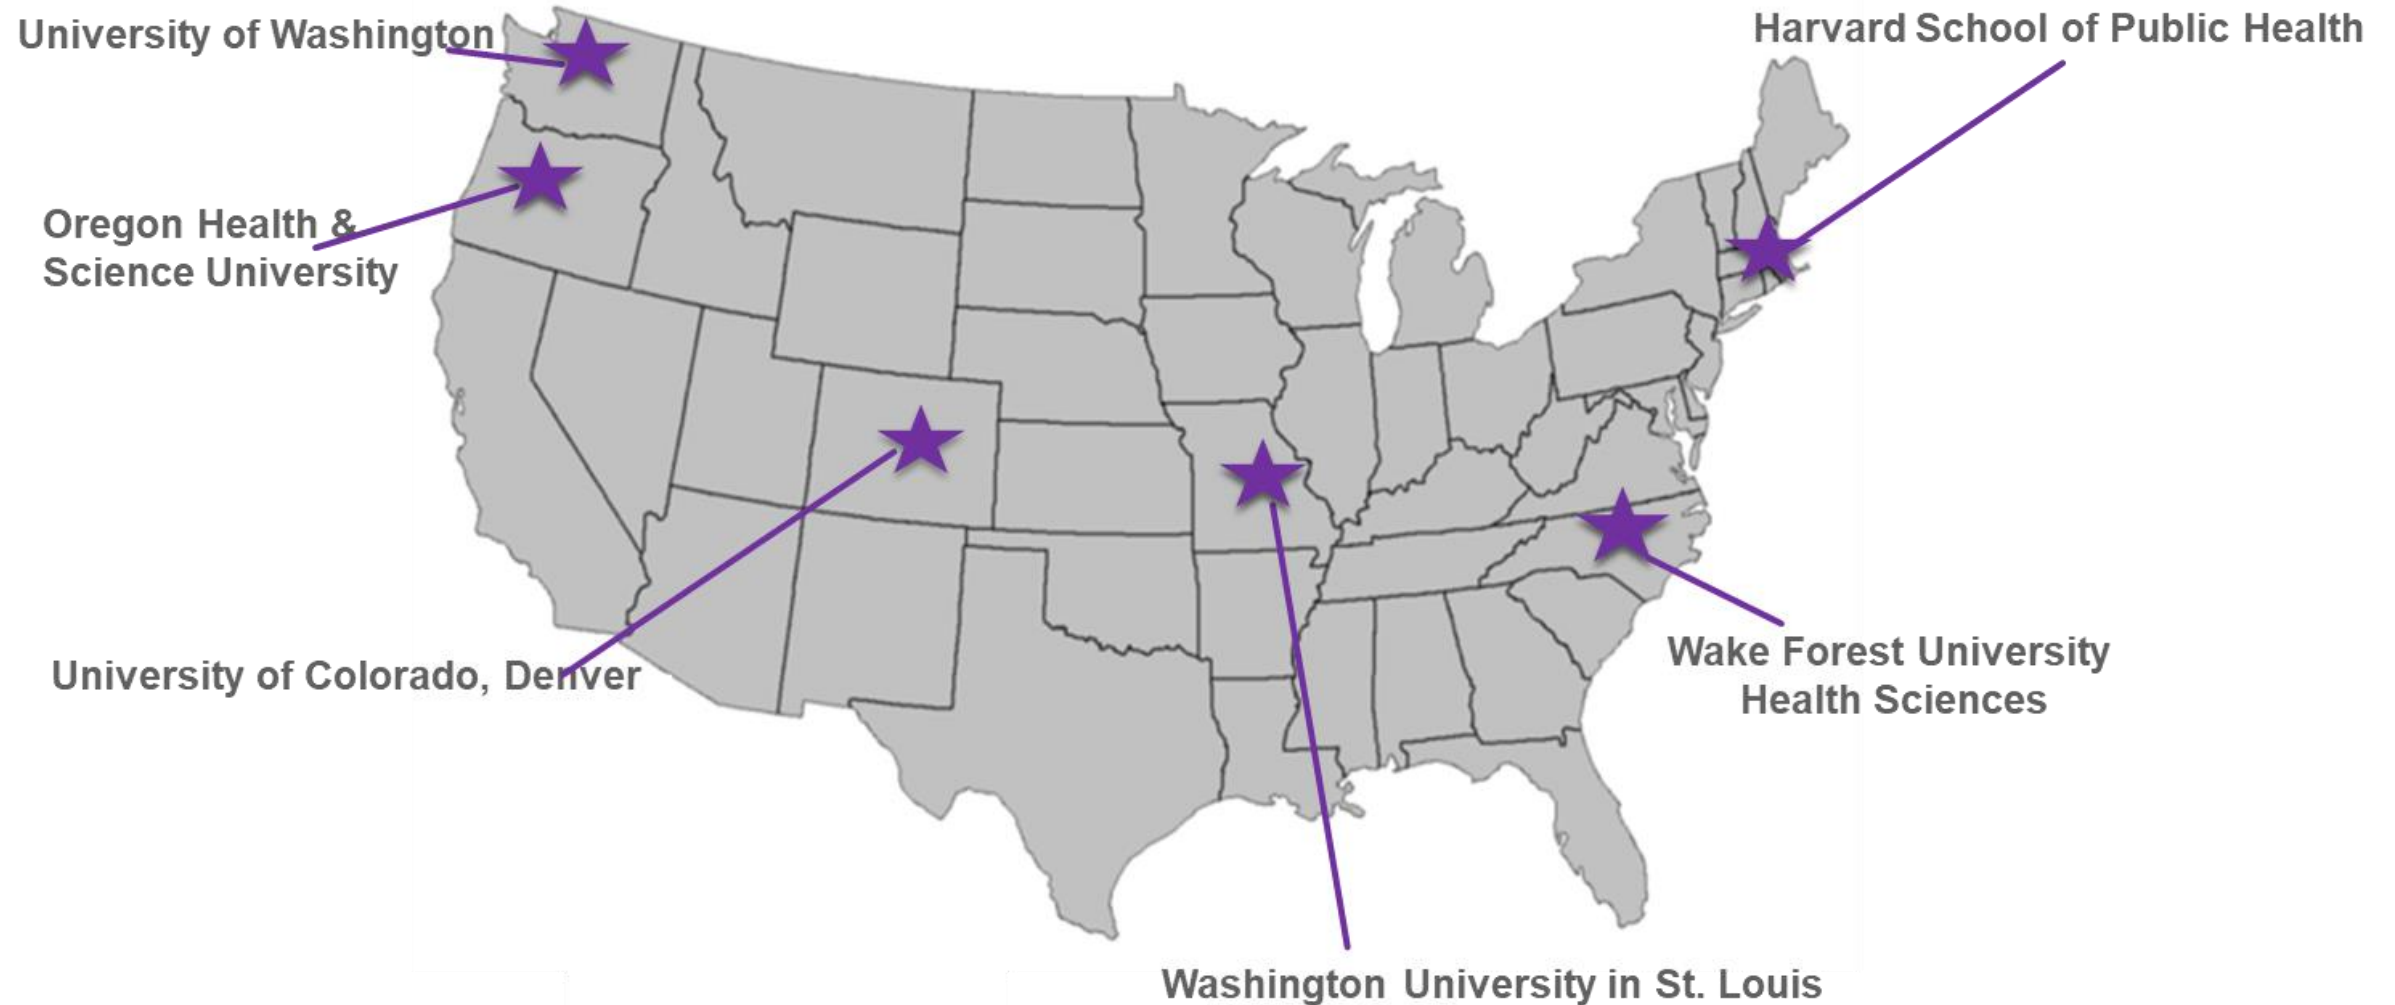 University of Washington
Harvard School of Public Health
Oregon Health &
Science University
University of Colorado, Denver
Wake Forest University
Health Sciences
Washington University in St. Louis